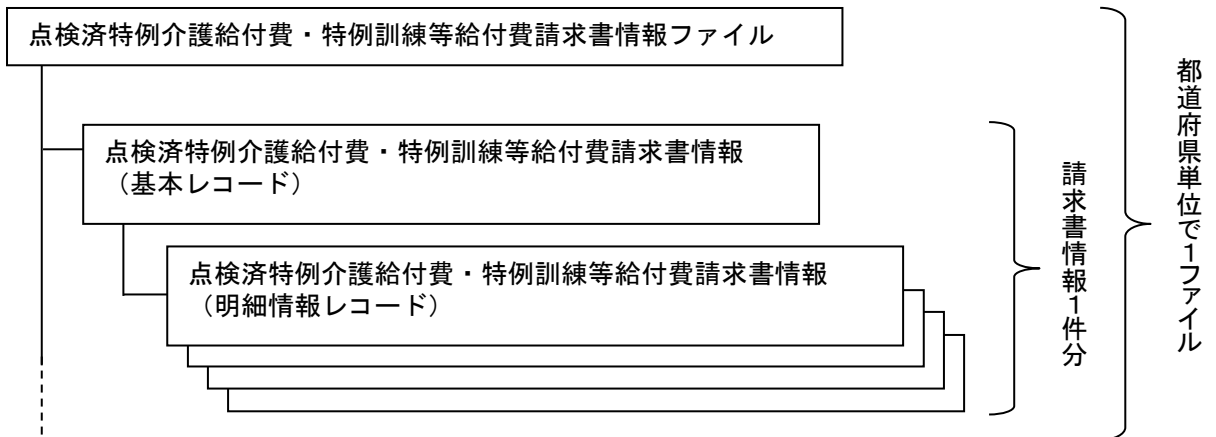 点検済特例介護給付費・特例訓練等給付費請求書情報ファイル
点検済特例介護給付費・特例訓練等給付費請求書情報
（基本レコード）
点検済特例介護給付費・特例訓練等給付費請求書情報
（明細情報レコード）
請求書情報１件分
都道府県単位で１ファイル